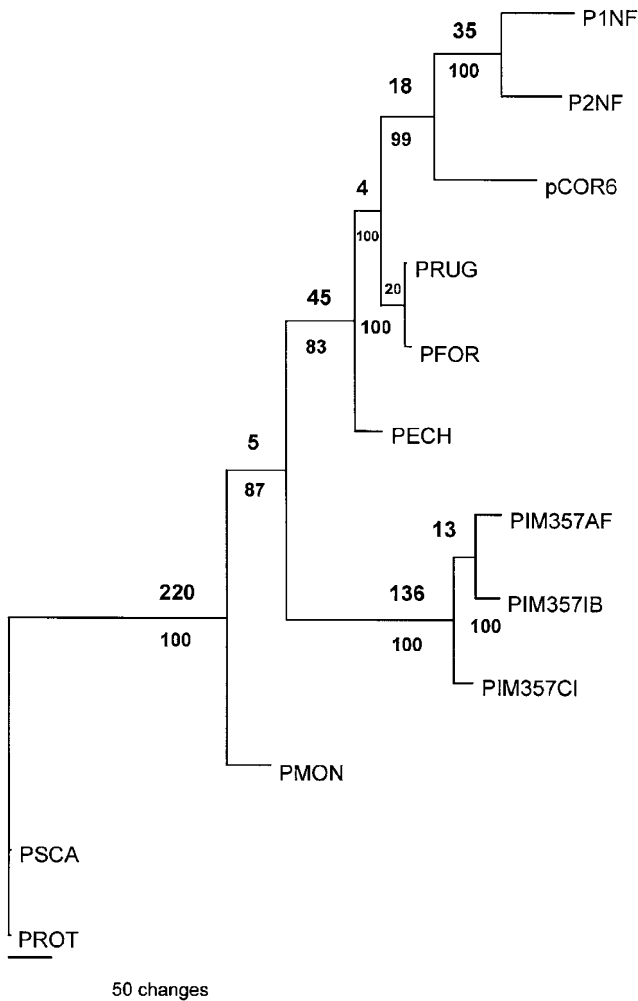 P1NF
35
100
P2NF
18
99
pCOR6
4
100
PRUG
20
45
100
83
PFOR
PECH
5
87
PIM357AF
13
136
220
PIM357IB
100
100
100
PIM357CI
PMON
PSCA
PROT
50 changes